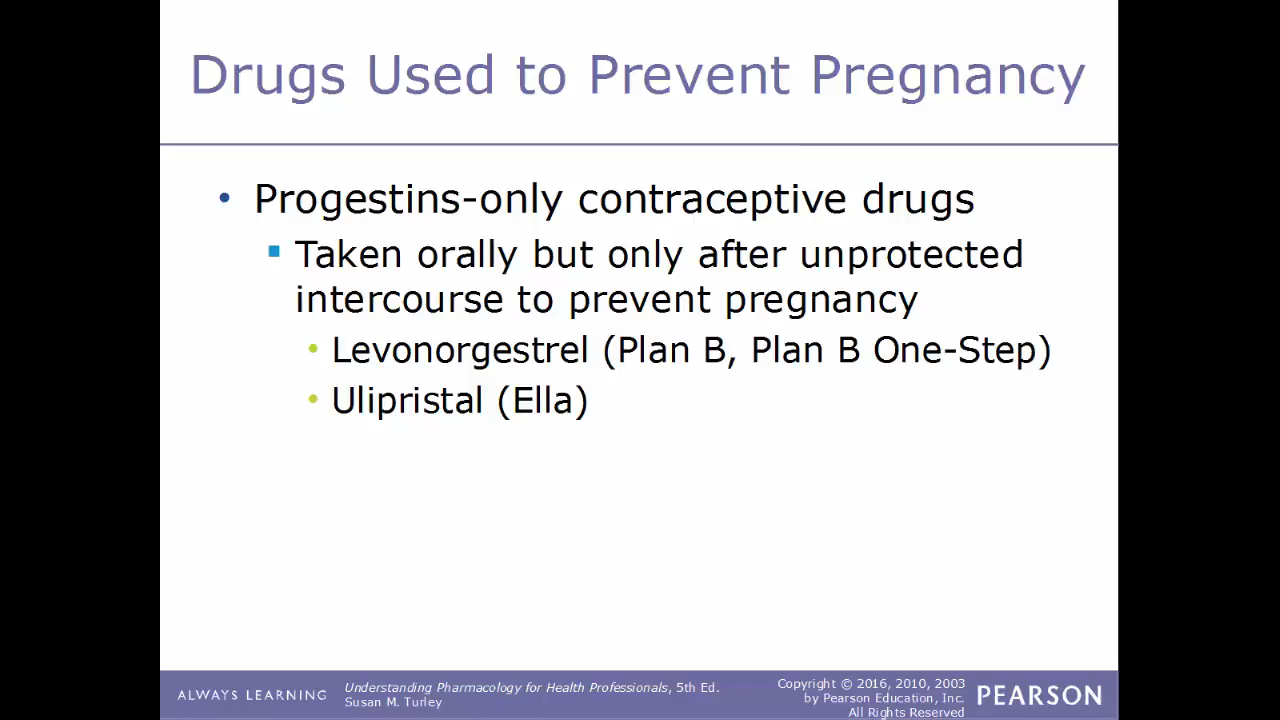 Drugs Used to Prevent Pregnancy
• Progestins-only contraceptive drugs
▪ Taken orally but only after unprotected
intercourse to prevent pregnancy
• Levonorgestrel (Plan B, Plan B One-Step)
• Ulipristal (Ella)
ALWAYS LEARNING
Understanding Pharmacology for Health Professionals, 5th Ed.
Susan M. Turley
Copyright © 2016, 2010, 2003
by Pearson Education, Inc.
All Rights Reserved
PEARSON